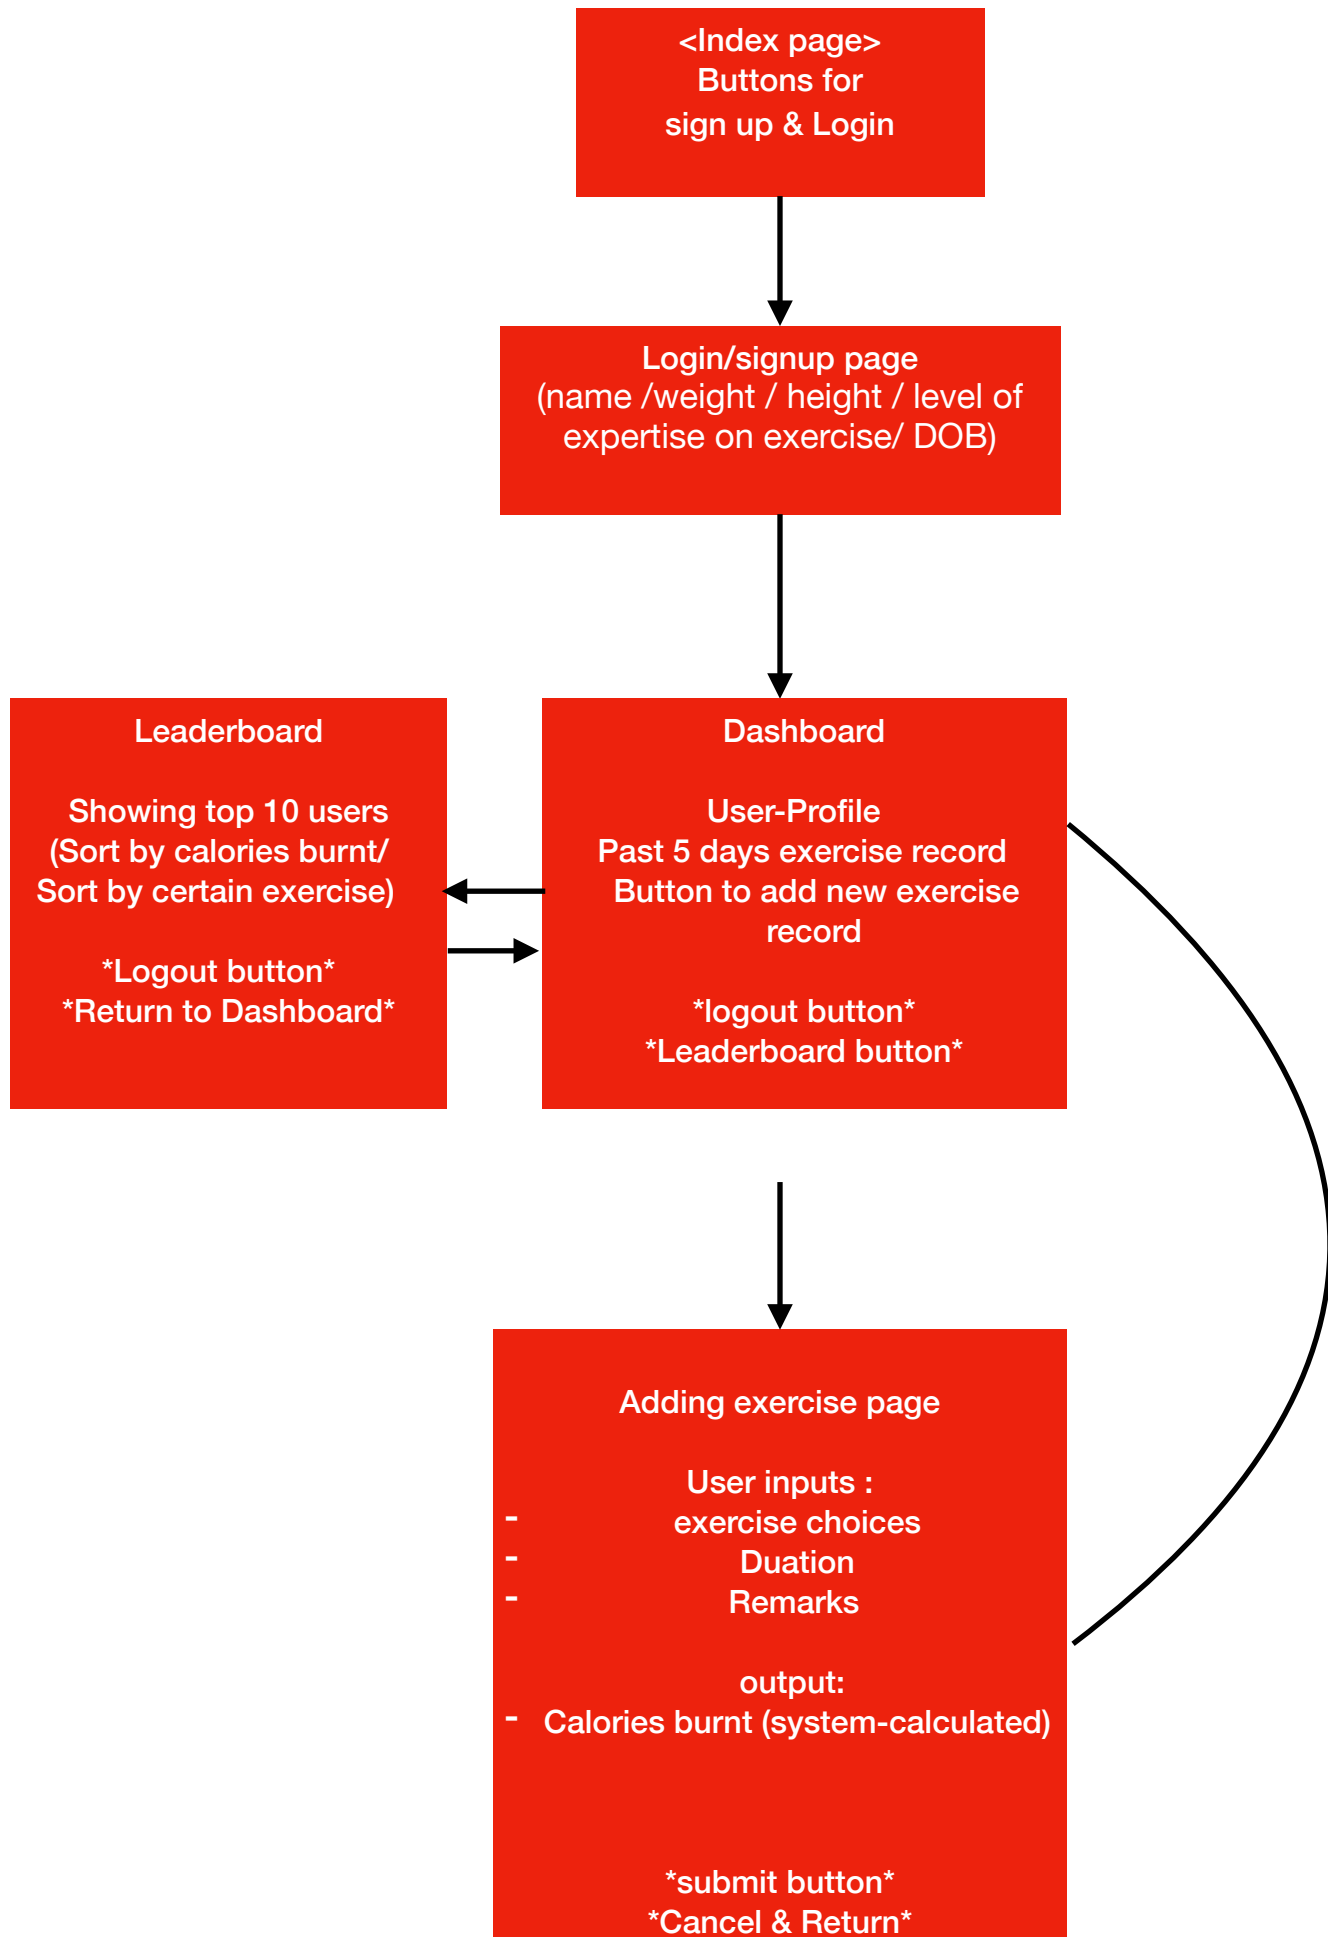 <Index page>
Buttons for
sign up & Login
Login/signup page
(name /weight / height / level of
expertise on exercise/ DOB)
Leaderboard
Showing top 10 users
(Sort by calories burnt/
Sort by certain exercise)
*Logout button*
*Return to Dashboard*
Dashboard
User-Profile
Past 5 days exercise record
Button to add new exercise
record
*logout button*
*Leaderboard button*
Adding exercise page
User inputs :
- exercise choices
- Duation
- Remarks
output:
- Calories burnt (system-calculated)
*submit button*
*Cancel & Return*